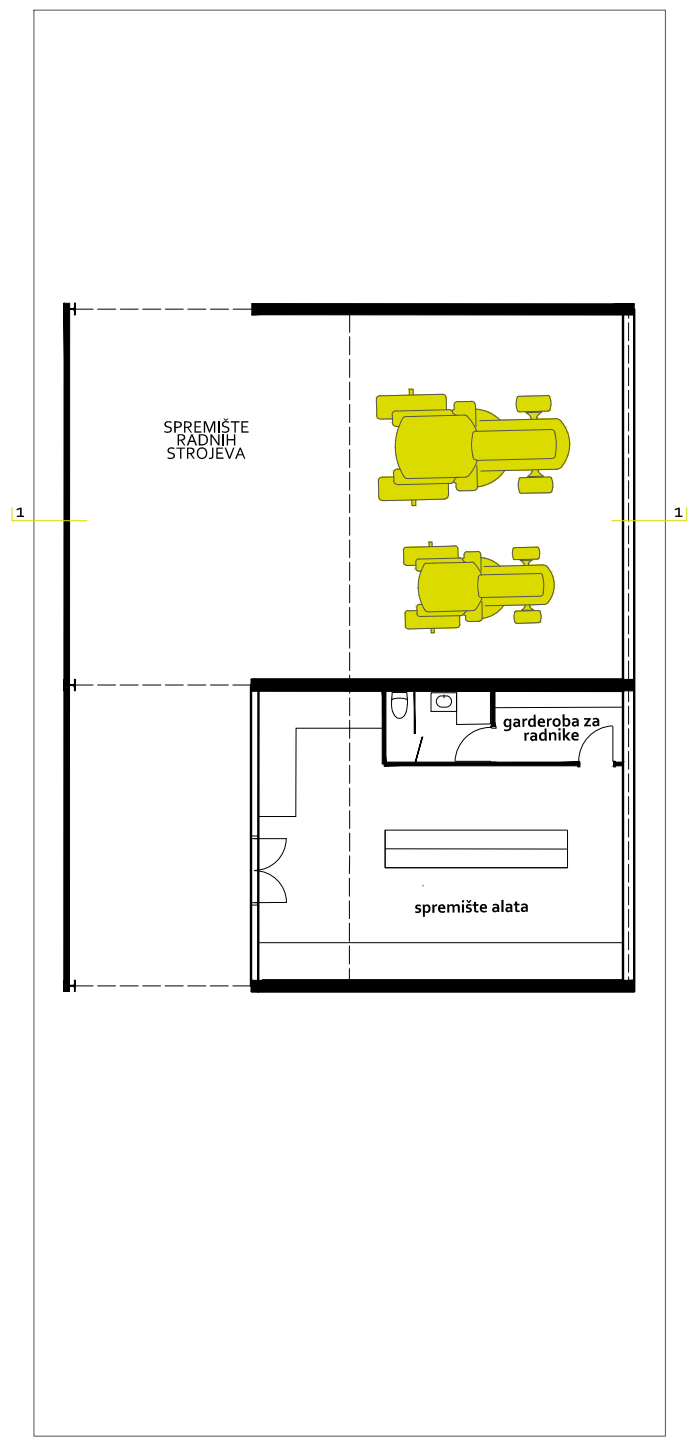 SPREMIŠTE
RADNIH
STROJEVA
1
1
garderoba za
radnike
spremište alata